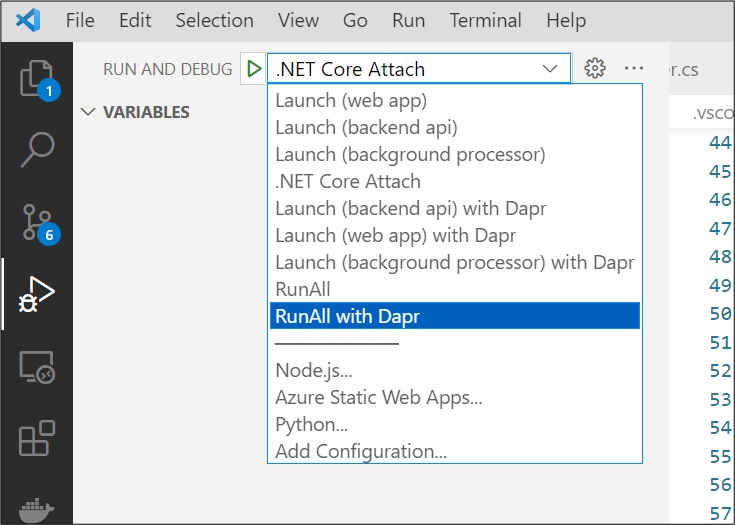 File Edit Selection View Go Run Terminal Help
RUN AND DEBUG .NET Core Attach ... er.cs
VARIABLES
.vsco
Launch (web app)
Launch (backend api)
Launch (background processor)
.NET Core Attach
Launch (backend api) with Dapr
Launch (web app) with Dapr
Launch (background processor) with Dapr
RunAll
RunAll with Dapr
Node.js...
Azure Static Web Apps...
Python...
Add Configuration...
1
6
44
45
46
47
48
49
50
51
52
53
54
55
56
57